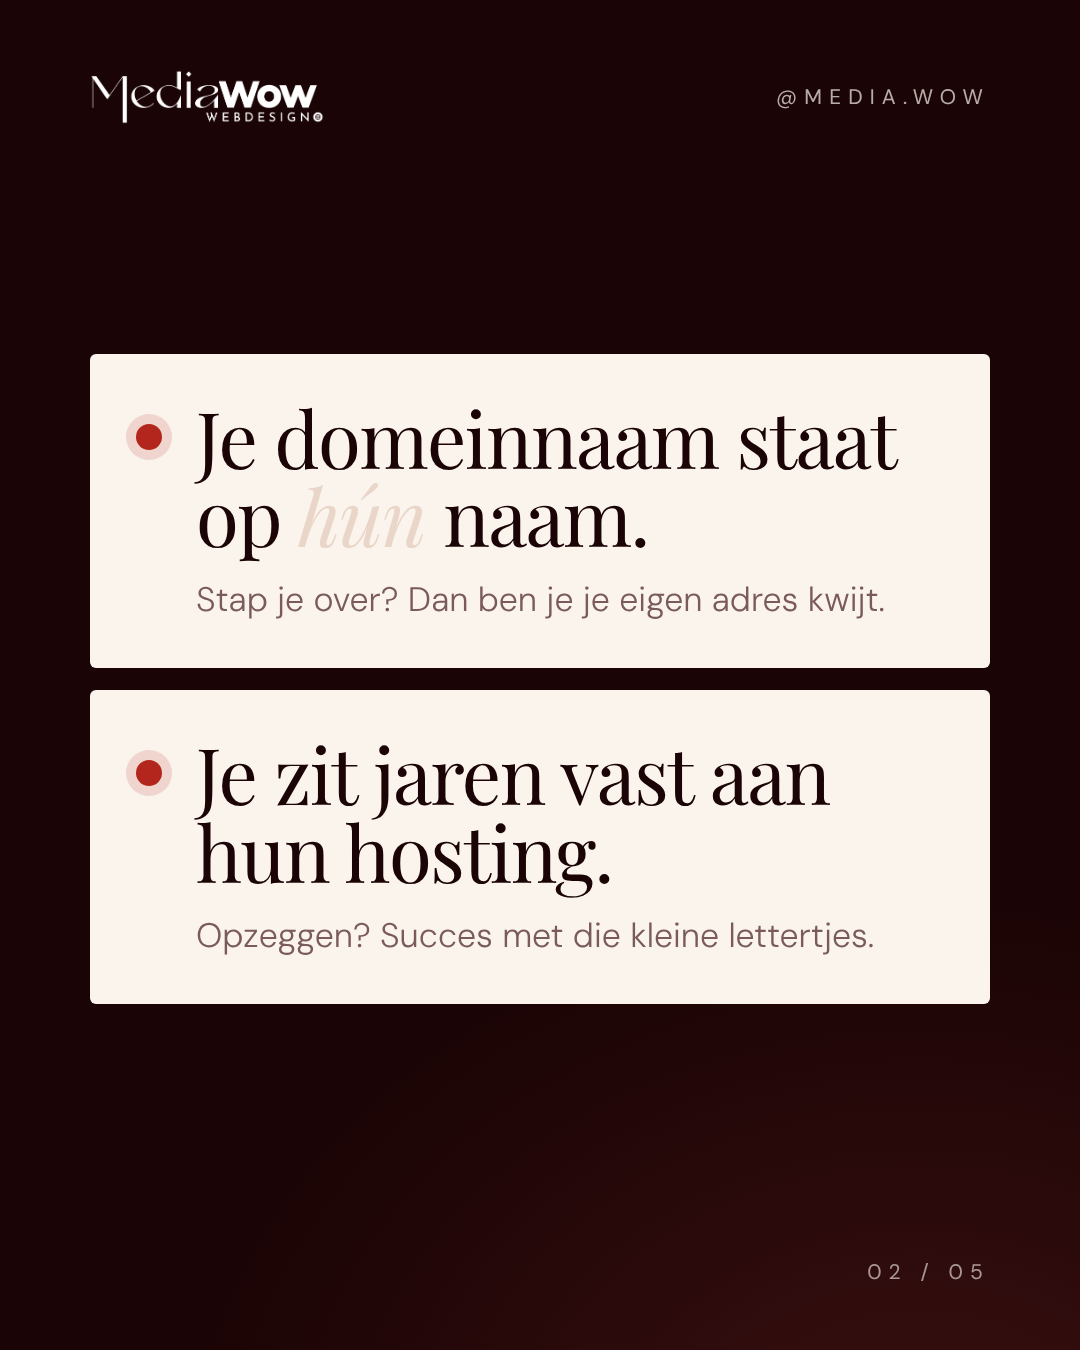 MediaWow
WEBDESIGN
@MEDIA.WOW
Je domeinnaam staat
op hún naam.
Stap je over? Dan ben je je eigen adres kwijt.
Je zit jaren vast aan
hun hosting.
Opzeggen? Succes met die kleine lettertjes.
02 / 05